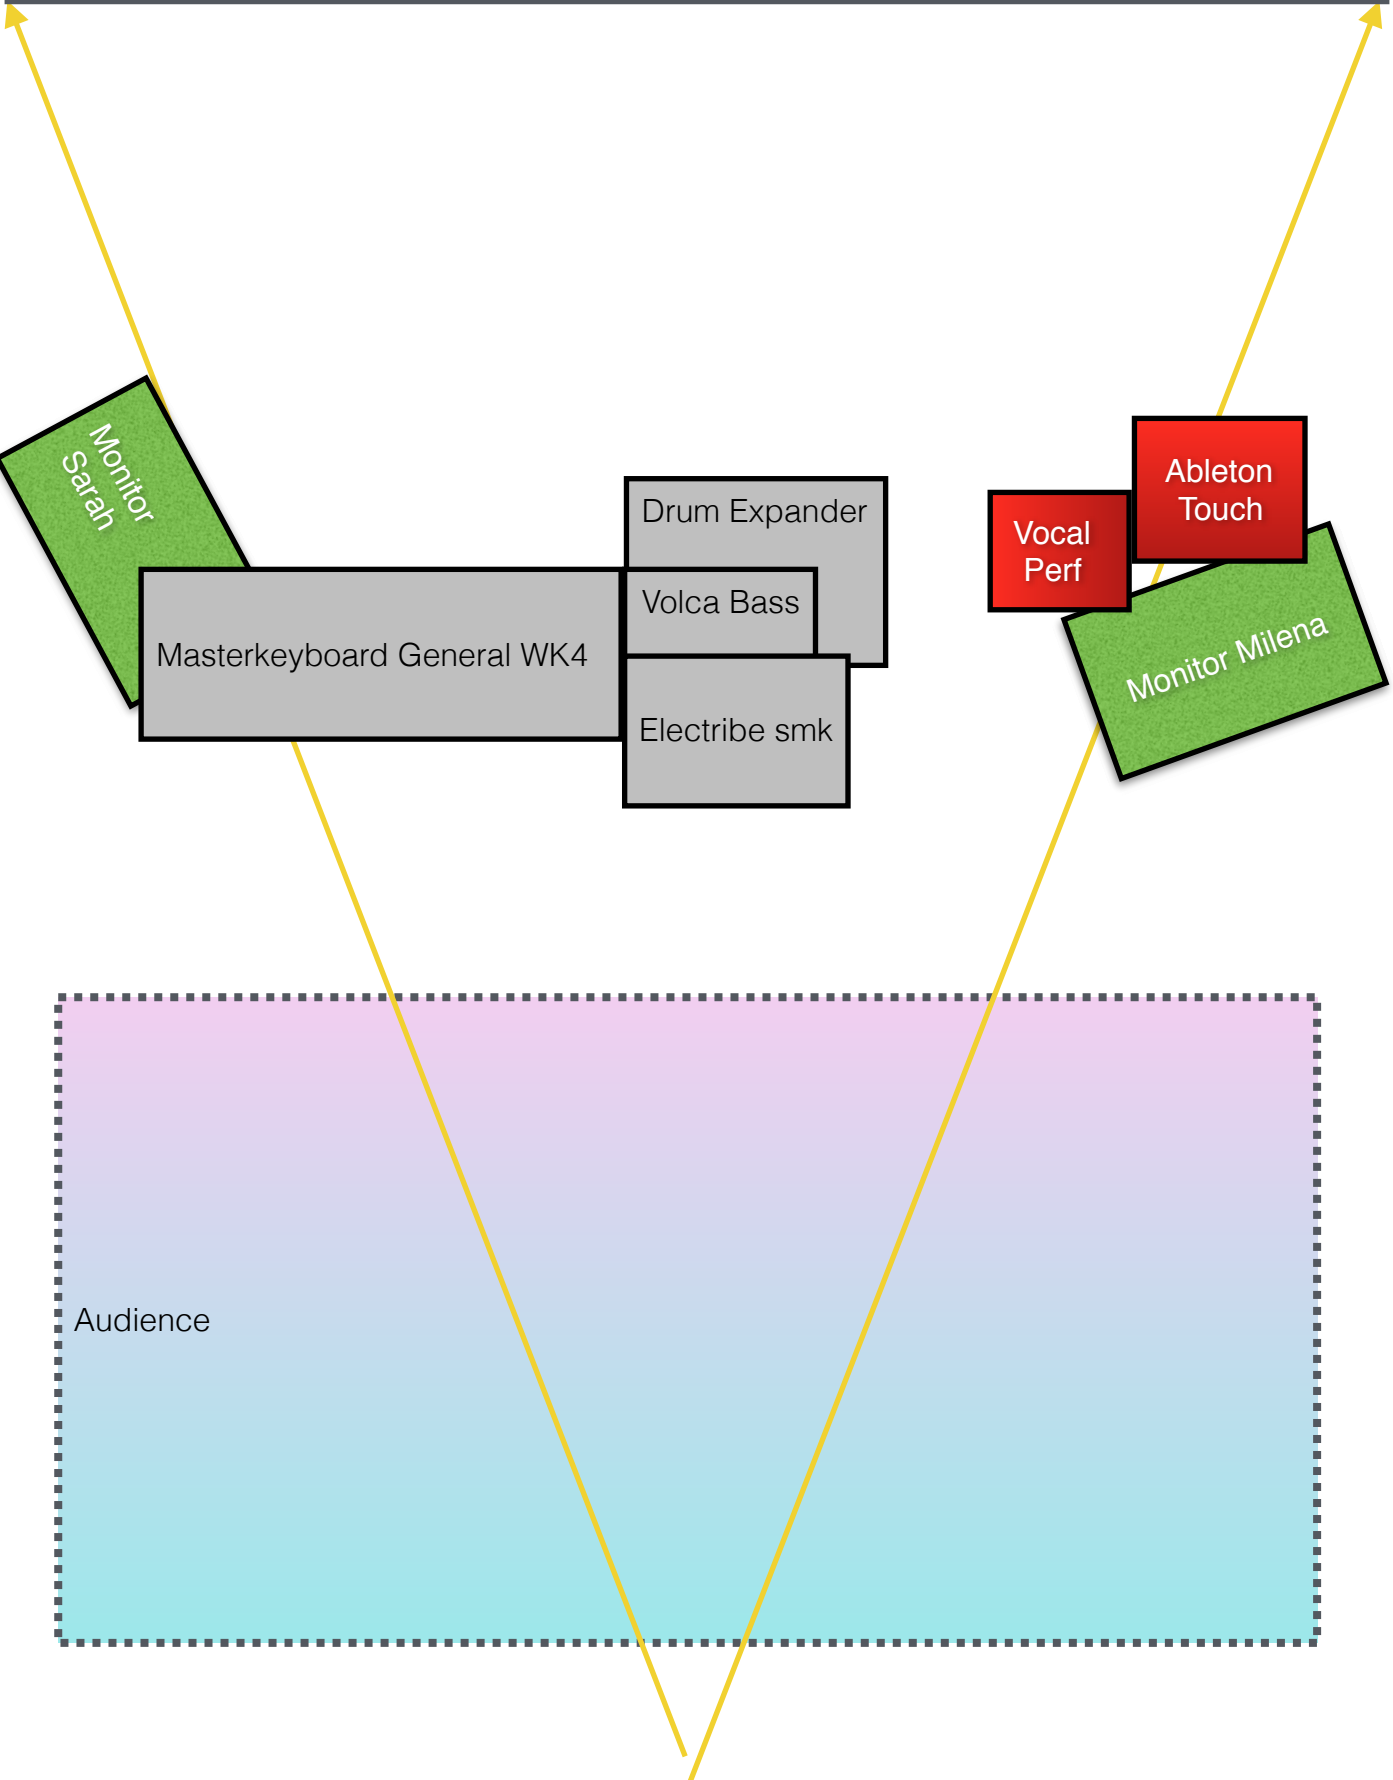 Monitor
Sarah
Drum Expander
Ableton
Touch
Vocal
Perf
Volca Bass
Masterkeyboard General WK4
Monitor Milena
Electribe smk
Audience